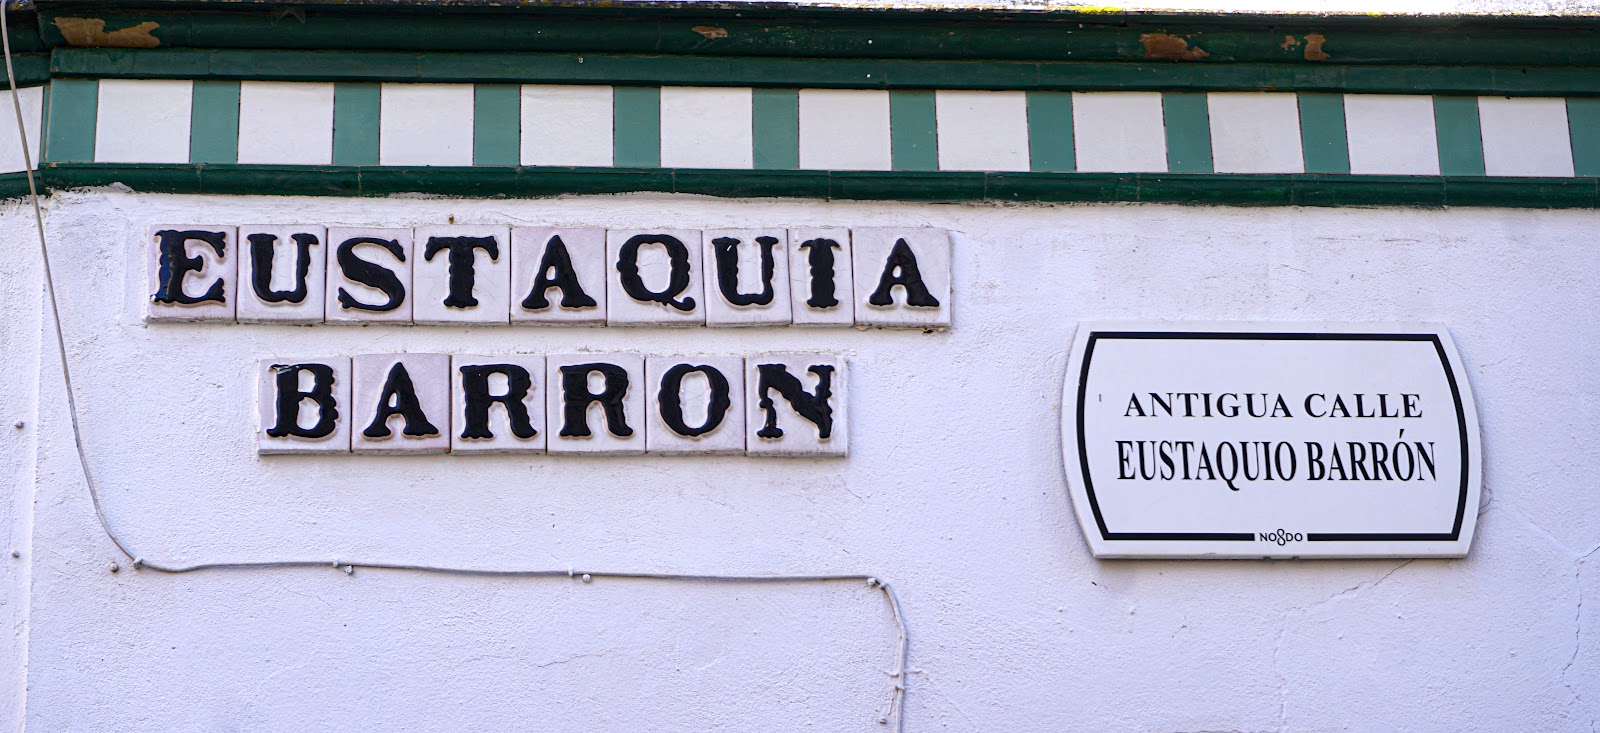 EUSTAQUIA
BARRON
ANTIGUA CALLE
EUSTAQUIO BARRÓN
NO8DO